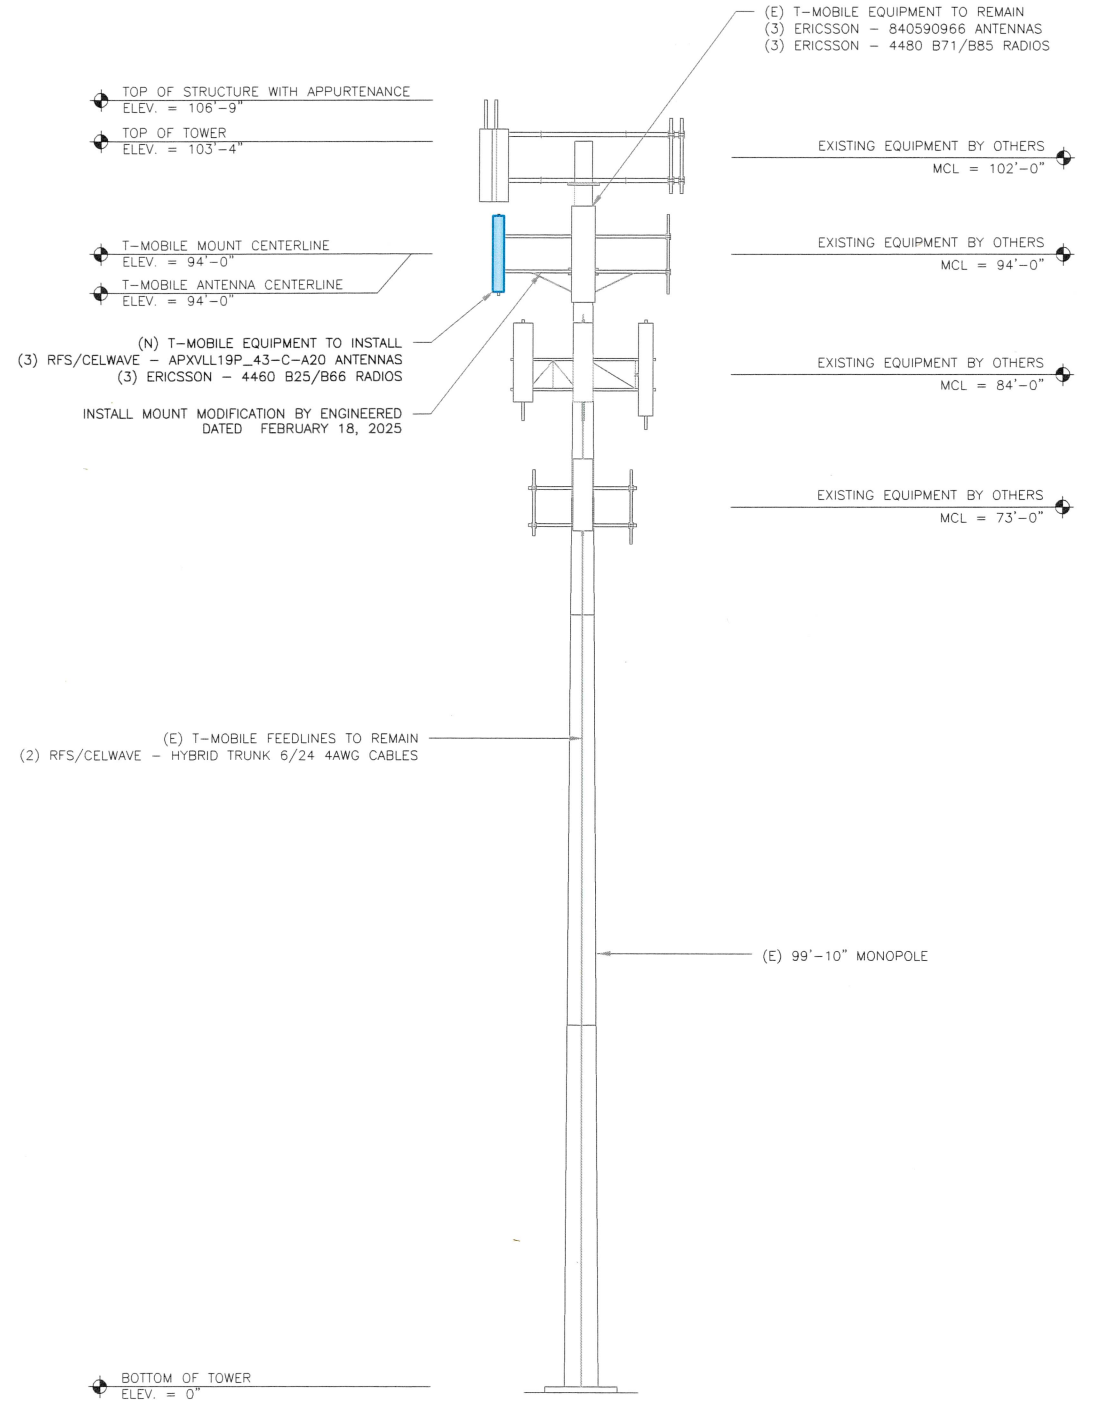 (E) T-MOBILE EQUIPMENT TO REMAIN
(3) ERICSSON - 840590966 ANTENNAS
(3) ERICSSON - 4480 B71/B85 RADIOS
TOP OF STRUCTURE WITH APPURTENANCE
ELEV. = 106'-9"
TOP OF TOWER
ELEV. = 103'-4"
EXISTING EQUIPMENT BY OTHERS
MCL = 102'-0"
T-MOBILE MOUNT CENTERLINE
ELEV. = 94'-0"
T-MOBILE ANTENNA CENTERLINE
ELEV. = 94'-0"
EXISTING EQUIPMENT BY OTHERS
MCL = 94'-0"
(N) T-MOBILE EQUIPMENT TO INSTALL
(3) RFS/CELWAVE - APXVLL19P_43-C-A20 ANTENNAS
(3) ERICSSON - 4460 B25/B66 RADIOS
EXISTING EQUIPMENT BY OTHERS
MCL = 84'-0"
INSTALL MOUNT MODIFICATION BY ENGINEERED
DATED FEBRUARY 18, 2025
EXISTING EQUIPMENT BY OTHERS
MCL = 73'-0"
(E) T-MOBILE FEEDLINES TO REMAIN
(2) RFS/CELWAVE - HYBRID TRUNK 6/24 4AWG CABLES
(E) 99'-10" MONOPOLE
BOTTOM OF TOWER
ELEV. = 0"